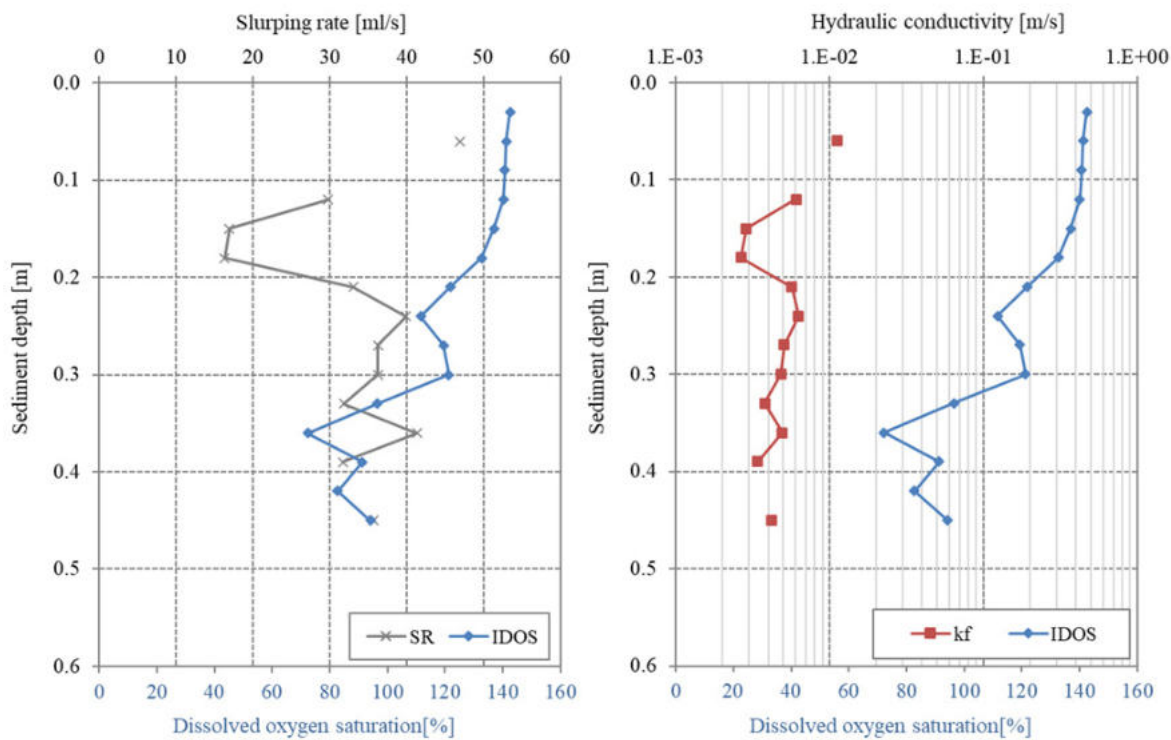 Slurping rate [ml/s]
0 10 20 30 40 50 60
0.0
0.1
0.2
0.3
0.4
0.5
0.6
Sediment depth [m]
SR IDOS
0 20 40 60 80 100 120 140 160
Dissolved oxygen saturation[%]
Hydraulic conductivity [m/s]
1.E-03 1.E-02 1.E-01 1.E+00
0.0
0.1
0.2
0.3
0.4
0.5
0.6
Sediment depth [m]
kf IDOS
0 20 40 60 80 100 120 140 160
Dissolved oxygen saturation[%]